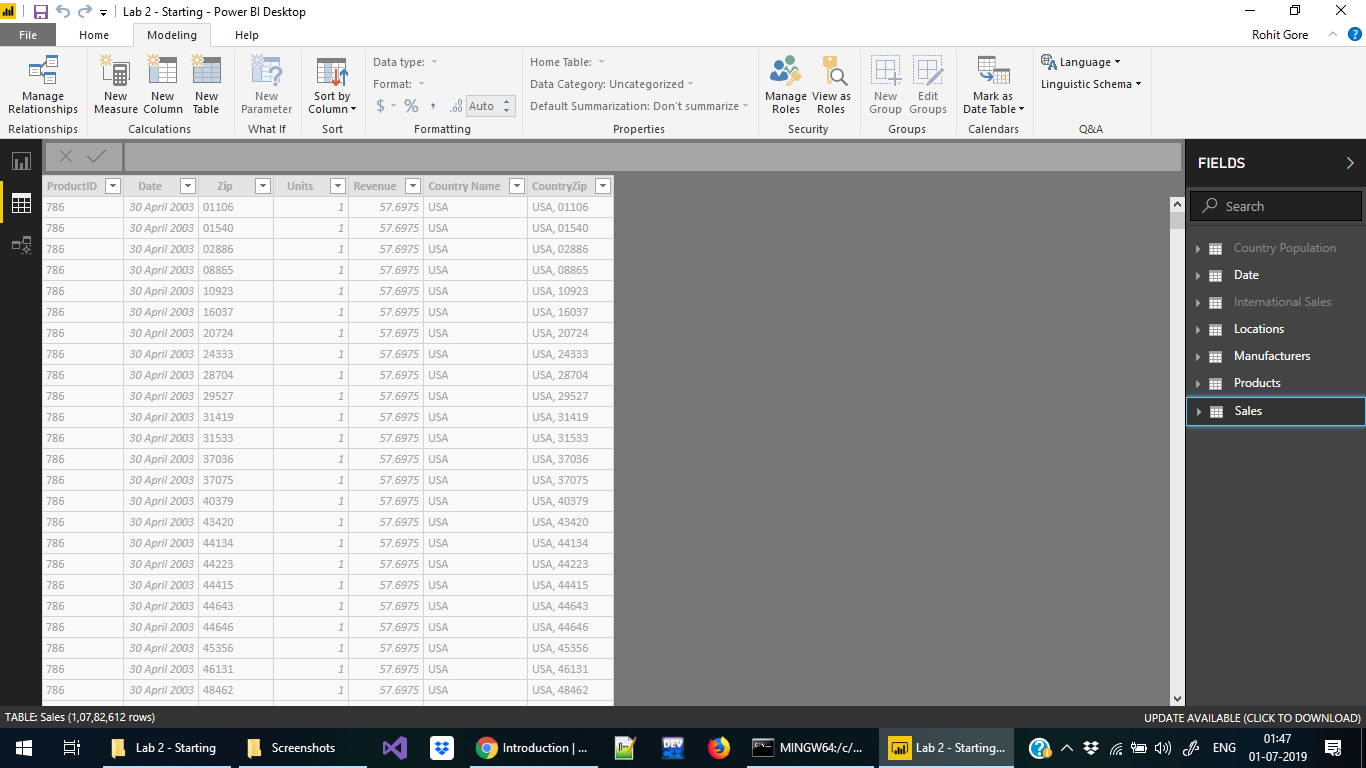 Lab 2 - Starting - Power BI Desktop
File Home Modeling Help Rohit Gore
Manage Relationships
New Measure
New Column
New Table
New Parameter
Sort by Column
Data type:
Format:
$ % , .00 Auto
Home Table:
Data Category: Uncategorized
Default Summarization: Don't summarize
Manage Roles
View as Roles
New Group
Edit Groups
Mark as Date Table
Language
Linguistic Schema
Relationships Calculations What If Sort Formatting Properties Security Groups Calendars Q&A
ProductID Date Zip Units Revenue Country Name CountryZip
786 30 April 2003 01106 1 57.6975 USA USA, 01106
786 30 April 2003 01540 1 57.6975 USA USA, 01540
786 30 April 2003 02886 1 57.6975 USA USA, 02886
786 30 April 2003 08865 1 57.6975 USA USA, 08865
786 30 April 2003 10923 1 57.6975 USA USA, 10923
786 30 April 2003 16037 1 57.6975 USA USA, 16037
786 30 April 2003 20724 1 57.6975 USA USA, 20724
786 30 April 2003 24333 1 57.6975 USA USA, 24333
786 30 April 2003 28704 1 57.6975 USA USA, 28704
786 30 April 2003 29527 1 57.6975 USA USA, 29527
786 30 April 2003 31419 1 57.6975 USA USA, 31419
786 30 April 2003 31533 1 57.6975 USA USA, 31533
786 30 April 2003 37036 1 57.6975 USA USA, 37036
786 30 April 2003 37075 1 57.6975 USA USA, 37075
786 30 April 2003 40379 1 57.6975 USA USA, 40379
786 30 April 2003 43420 1 57.6975 USA USA, 43420
786 30 April 2003 44134 1 57.6975 USA USA, 44134
786 30 April 2003 44223 1 57.6975 USA USA, 44223
786 30 April 2003 44415 1 57.6975 USA USA, 44415
786 30 April 2003 44643 1 57.6975 USA USA, 44643
786 30 April 2003 44646 1 57.6975 USA USA, 44646
786 30 April 2003 45356 1 57.6975 USA USA, 45356
786 30 April 2003 46131 1 57.6975 USA USA, 46131
786 30 April 2003 48462 1 57.6975 USA USA, 48462
FIELDS
Search
Country Population
Date
International Sales
Locations
Manufacturers
Products
Sales
TABLE: Sales (1,07,82,612 rows) UPDATE AVAILABLE (CLICK TO DOWNLOAD)
Lab 2 - Starting
Screenshots
Introduction | ...
DEV
MINGW64:/c/...
Lab 2 - Starting...
ENG
01:47
01-07-2019